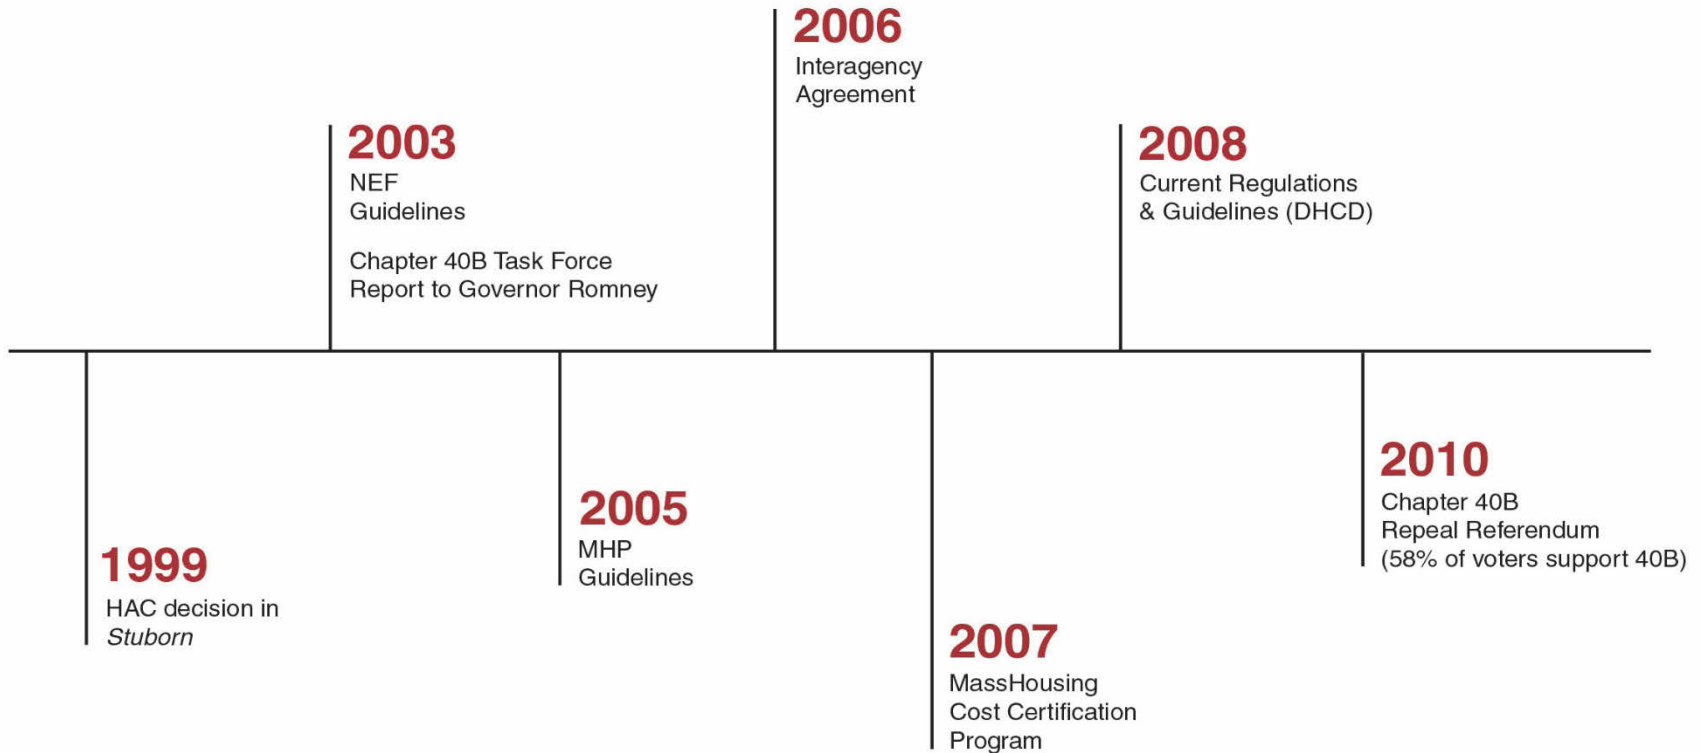 1999
HAC decision in
Stuborn
2003
NEF
Guidelines
Chapter 40B Task Force
Report to Governor Romney
2005
MHP
Guidelines
2006
Interagency
Agreement
2007
MassHousing
Cost Certification
Program
2008
Current Regulations
& Guidelines (DHCD)
2010
Chapter 40B
Repeal Referendum
(58% of voters support 40B)